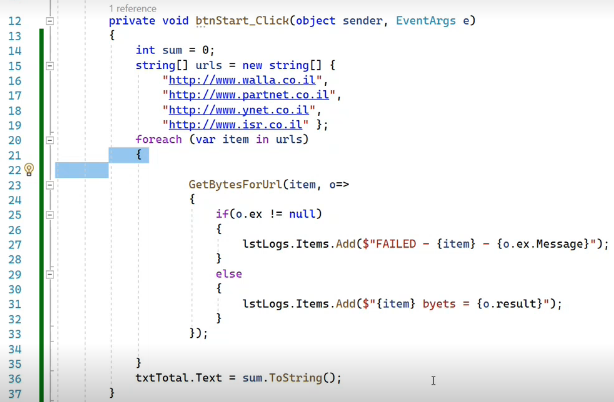 1 reference
12 private void btnStart_Click(object sender, EventArgs e)
13 {
14 int sum = 0;
15 string[] urls = new string[] {
16 "http://www.walla.co.il",
17 "http://www.partnet.co.il",
18 "http://www.ynet.co.il",
19 "http://www.isr.co.il" };
20 foreach (var item in urls)
21 {
22
23 GetBytesForUrl(item, o=>
24 {
25 if(o.ex != null)
26 {
27 lstLogs.Items.Add($"FAILED - {item} - {o.ex.Message}");
28 }
29 else
30 {
31 lstLogs.Items.Add($"{item} byets = {o.result}");
32 }
33 });
34
35 }
36 txtTotal.Text = sum.ToString();
37 }